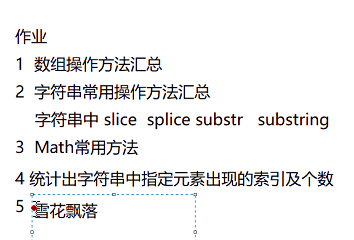 作业
1 数组操作方法汇总
2 字符串常用操作方法汇总
字符串中 slice splice substr substring
3 Math常用方法
4 统计出字符串中指定元素出现的索引及个数
5 雪花飘落